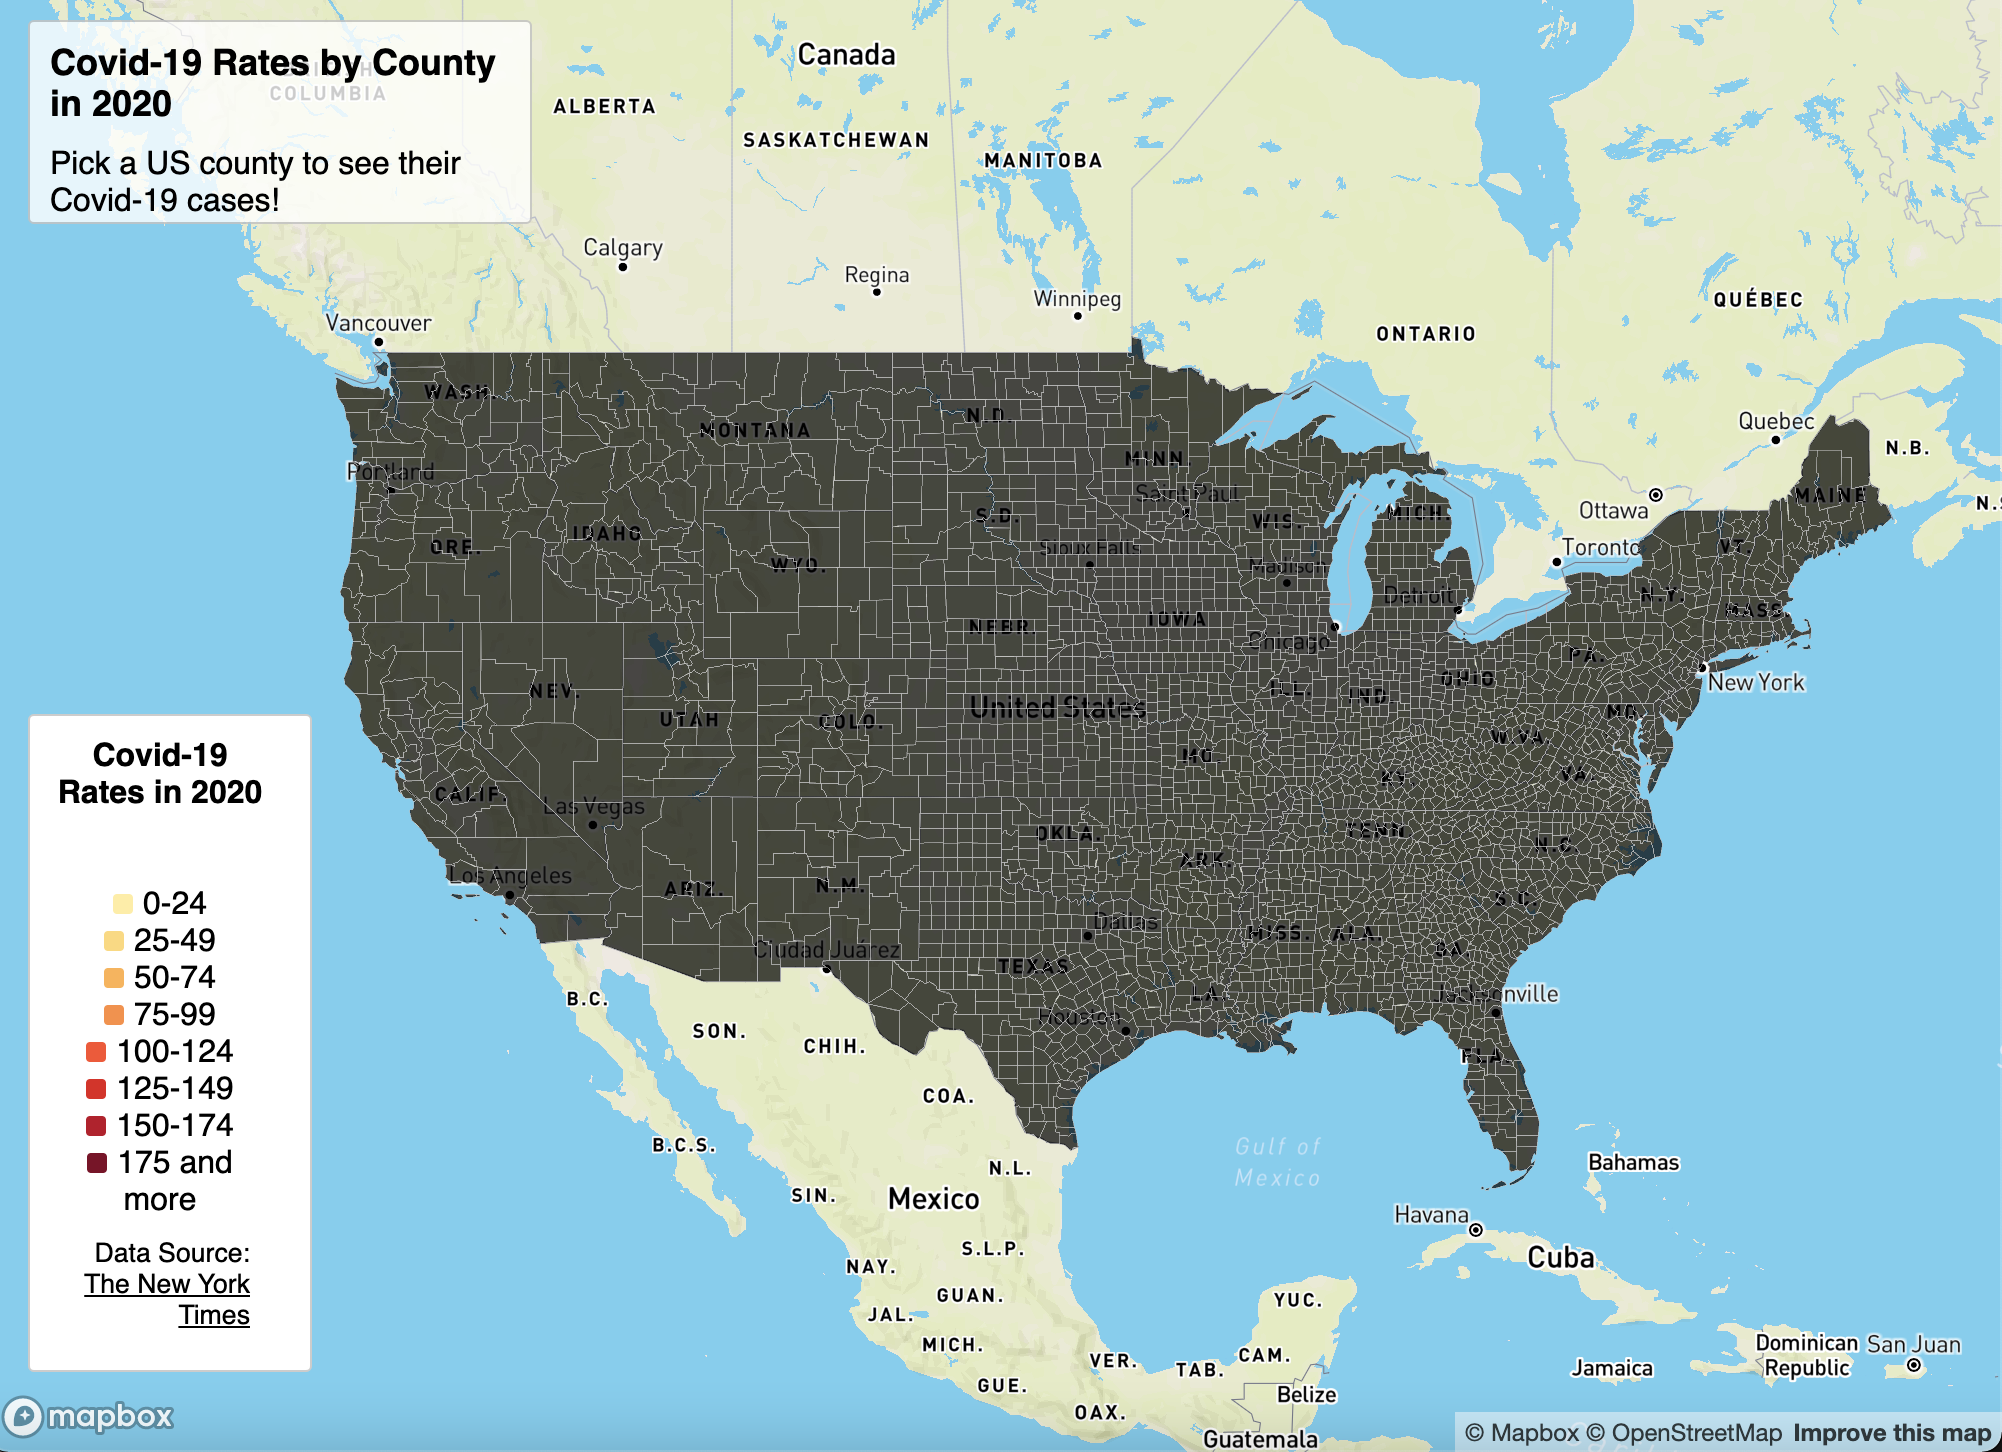 Covid-19 Rates by County
in 2020
Pick a US county to see their
Covid-19 cases!
COLUMBIA
Canada
ALBERTA
SASKATCHEWAN
MANITOBA
Calgary
Regina
Winnipeg
Vancouver
ONTARIO
QUÉBEC
Quebec
N.B.
Ottawa
Toronto
WASH.
MONTANA
N.D.
MINN.
Portland
Saint Paul
MAINE
ORE.
IDAHO
S.D.
WIS.
MICH.
VT.
WYO.
Sioux Falls
Madison
Detroit
N.Y.
MASS.
NEBR.
IOWA
Chicago
PA.
New York
NEV.
UTAH
COLO.
United States
ILL.
IND.
OHIO
MD.
W.VA.
MO.
KY.
VA.
CALIF.
Las Vegas
OKLA.
TENN.
N.C.
Los Angeles
ARIZ.
N.M.
ARK.
S.C.
Dallas
MISS.
ALA.
GA.
Ciudad Juárez
TEXAS
LA.
Jacksonville
Houston
FLA.
B.C.
SON.
CHIH.
COA.
B.C.S.
N.L.
Gulf of
Mexico
Bahamas
SIN.
Mexico
Havana
Cuba
S.L.P.
NAY.
GUAN.
YUC.
JAL.
MICH.
VER.
TAB.
CAM.
GUE.
Belize
OAX.
Guatemala
Jamaica
Dominican
Republic
San Juan
Covid-19
Rates in 2020
0-24
25-49
50-74
75-99
100-124
125-149
150-174
175 and
more
Data Source:
The New York
Times
mapbox
© Mapbox © OpenStreetMap Improve this map